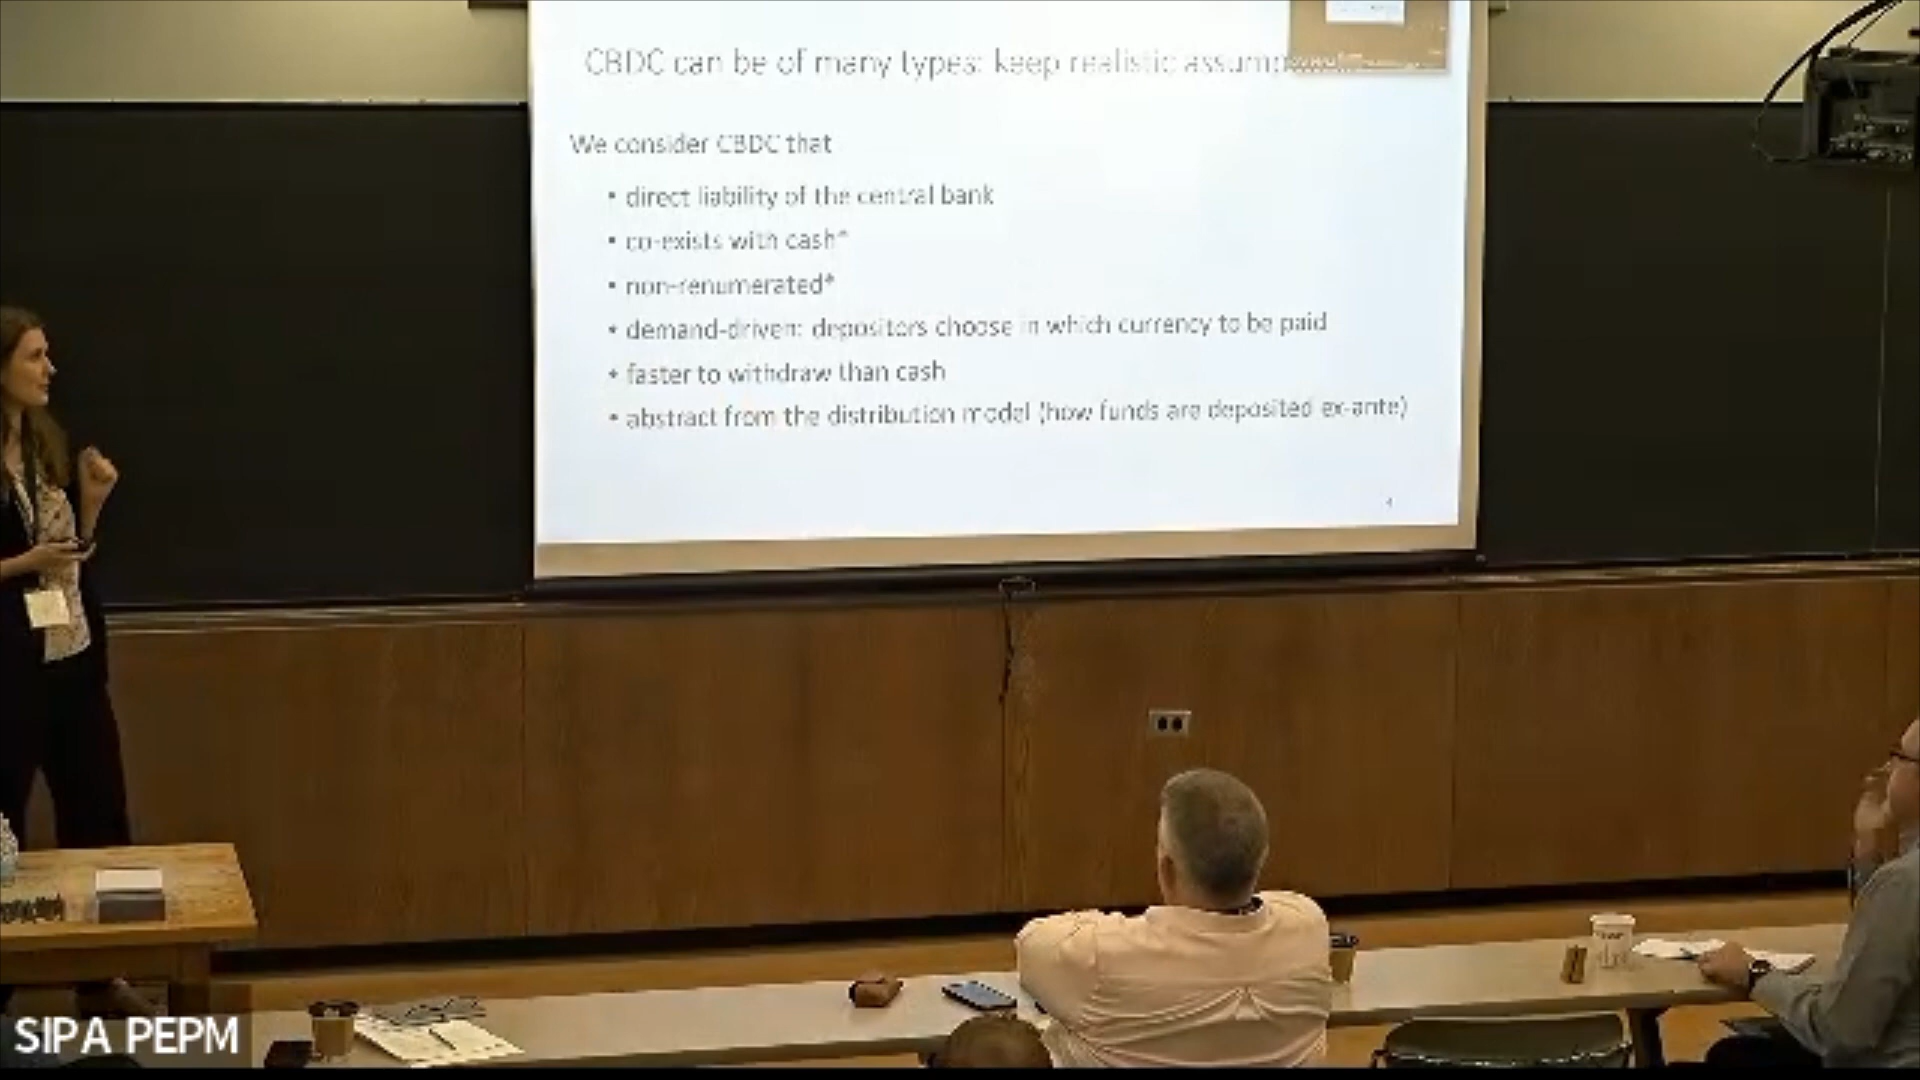 CBDC can be of many types: keep realistic
We consider CBDC that
• direct liability of the central bank
• co-exists with cash*
• non-renumerated*
• demand-driven: depositors choose in which currency to be paid
• faster to withdraw than cash
• abstract from the distribution model (how funds are deposited ex-ante)
SIPA PEPM